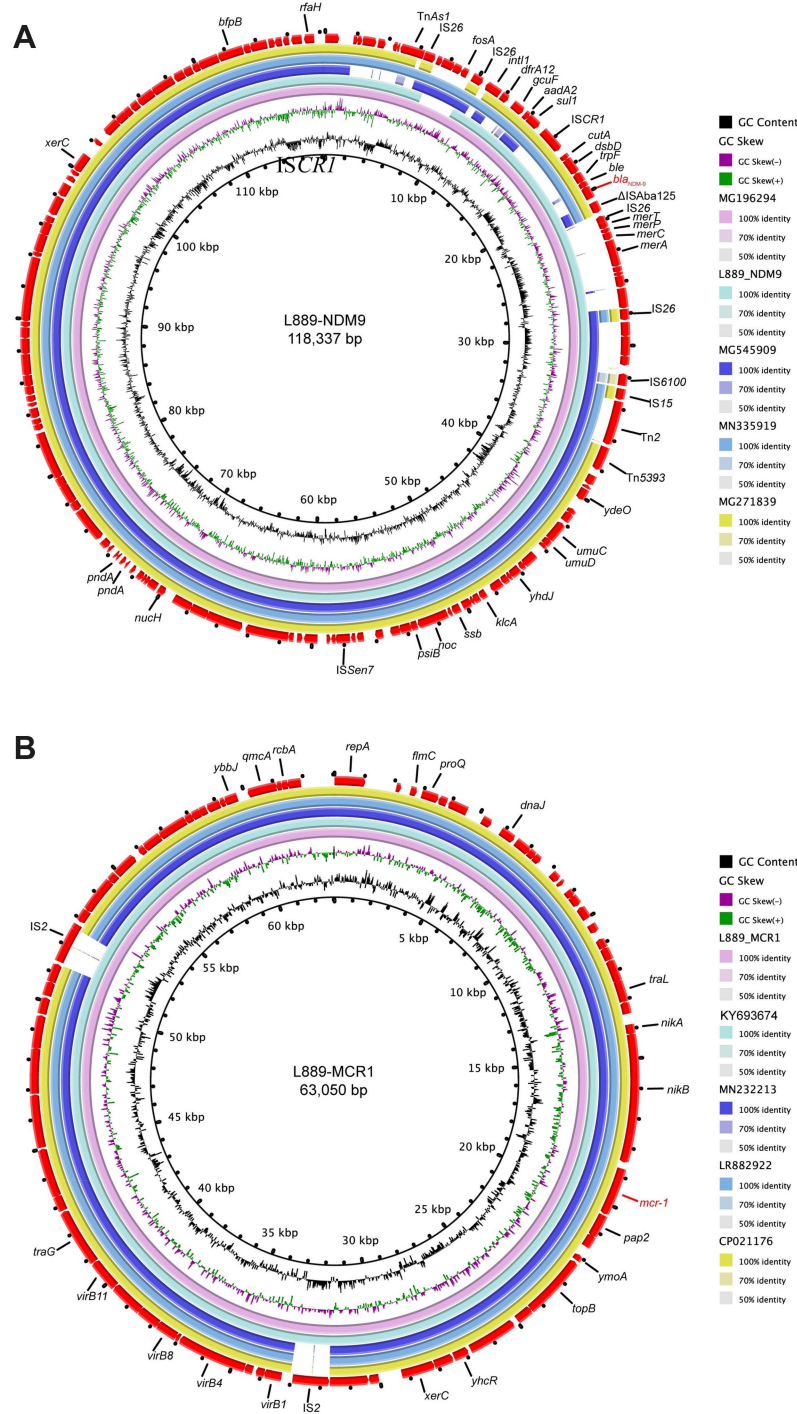 A
rfaH
bfpB
xerC
TnAs1
IS26
fosA
IS26
intI1
dfrA12
gcuF
aadA2
sul1
ISCR1
cutA
dsbD
trpF
ble
blaNDM-9
ΔISAba125
IS26
merT
merP
merC
merA
IS26
IS6100
IS15
Tn2
Tn5393
ydeO
umuC
umuD
yhdJ
klcA
ssb
noc
psiB
ISSen7
nucH
pndA
pndA
ISCR1
10 kbp
20 kbp
30 kbp
40 kbp
50 kbp
60 kbp
70 kbp
80 kbp
90 kbp
100 kbp
110 kbp
L889-NDM9
118,337 bp
GC Content
GC Skew
GC Skew(-)
GC Skew(+)
MG196294
100% identity
70% identity
50% identity
L889_NDM9
100% identity
70% identity
50% identity
MG545909
100% identity
70% identity
50% identity
MN335919
100% identity
70% identity
50% identity
MG271839
100% identity
70% identity
50% identity
B
repA
flmC
proQ
dnaJ
traL
nikA
nikB
mcr-1
pap2
ymoA
topB
yhcR
xerC
IS2
virB1
virB4
virB8
virB11
traG
IS2
ybbJ
qmcA
rcbA
5 kbp
10 kbp
15 kbp
20 kbp
25 kbp
30 kbp
35 kbp
40 kbp
45 kbp
50 kbp
55 kbp
60 kbp
L889-MCR1
63,050 bp
GC Content
GC Skew
GC Skew(-)
GC Skew(+)
L889_MCR1
100% identity
70% identity
50% identity
KY693674
100% identity
70% identity
50% identity
MN232213
100% identity
70% identity
50% identity
LR882922
100% identity
70% identity
50% identity
CP021176
100% identity
70% identity
50% identity